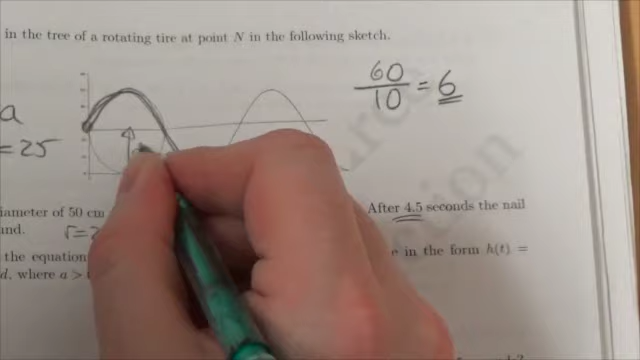 in the tree of a rotating tire at point N in the following sketch.
60
10
= 6
a
= 25
iameter of 50 cm
After 4.5 seconds the nail
und.
r=2
the equation
e in the form h(t) =
d, where a >